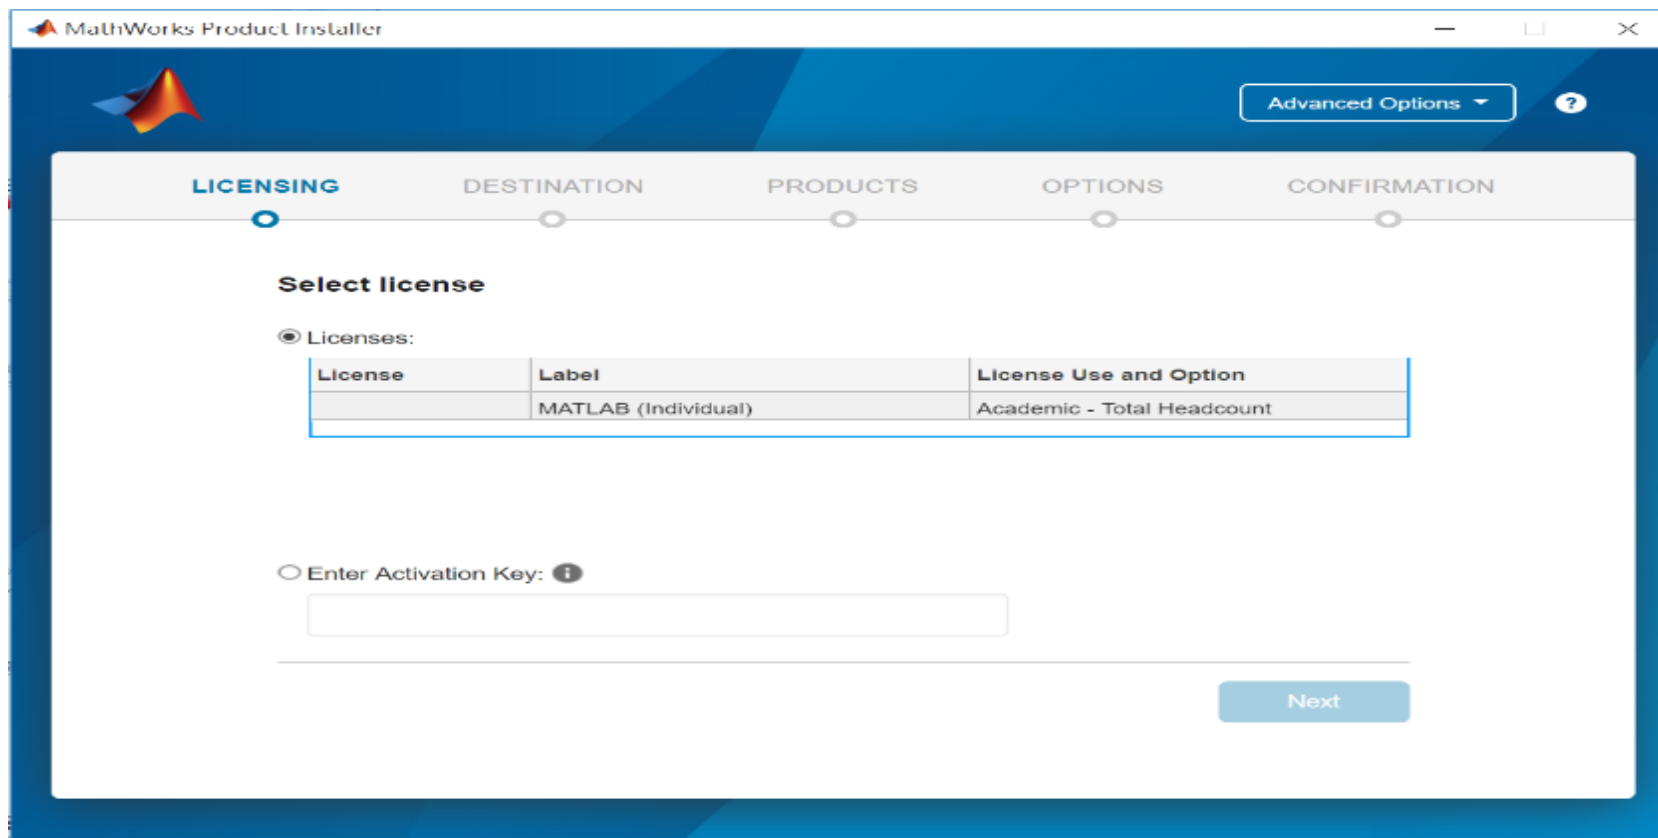 MathWorks Product Installer
Advanced Options
?
LICENSING DESTINATION PRODUCTS OPTIONS CONFIRMATION
Select license
Licenses:
License Label License Use and Option
MATLAB (Individual) Academic - Total Headcount
Enter Activation Key: i
Next